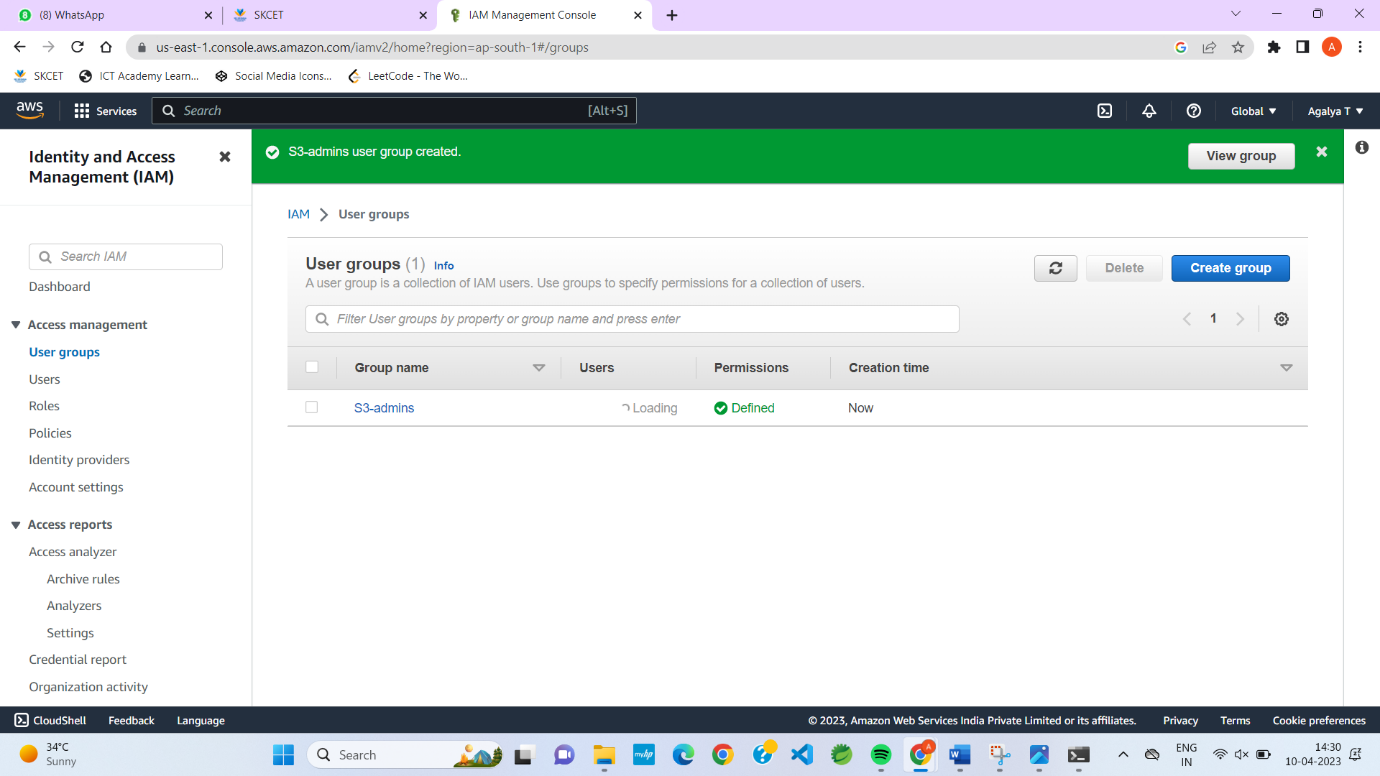 (8) WhatsApp
SKCET
IAM Management Console
us-east-1.console.aws.amazon.com/iamv2/home?region=ap-south-1#/groups
A
SKCET
ICT Academy Learn...
Social Media Icons...
LeetCode - The Wo...
aws
Services
Search
[Alt+S]
Global
Agalya T
Identity and Access
Management (IAM)
Search IAM
Dashboard
Access management
User groups
Users
Roles
Policies
Identity providers
Account settings
Access reports
Access analyzer
Archive rules
Analyzers
Settings
Credential report
Organization activity
S3-admins user group created.
View group
IAM
User groups
User groups (1) Info
A user group is a collection of IAM users. Use groups to specify permissions for a collection of users.
Delete
Create group
Filter User groups by property or group name and press enter
1
Group name
Users
Permissions
Creation time
S3-admins
Loading
Defined
Now
CloudShell
Feedback
Language
© 2023, Amazon Web Services India Private Limited or its affiliates.
Privacy
Terms
Cookie preferences
34°C
Sunny
Search
myhp
A
ENG
IN
14:30
10-04-2023